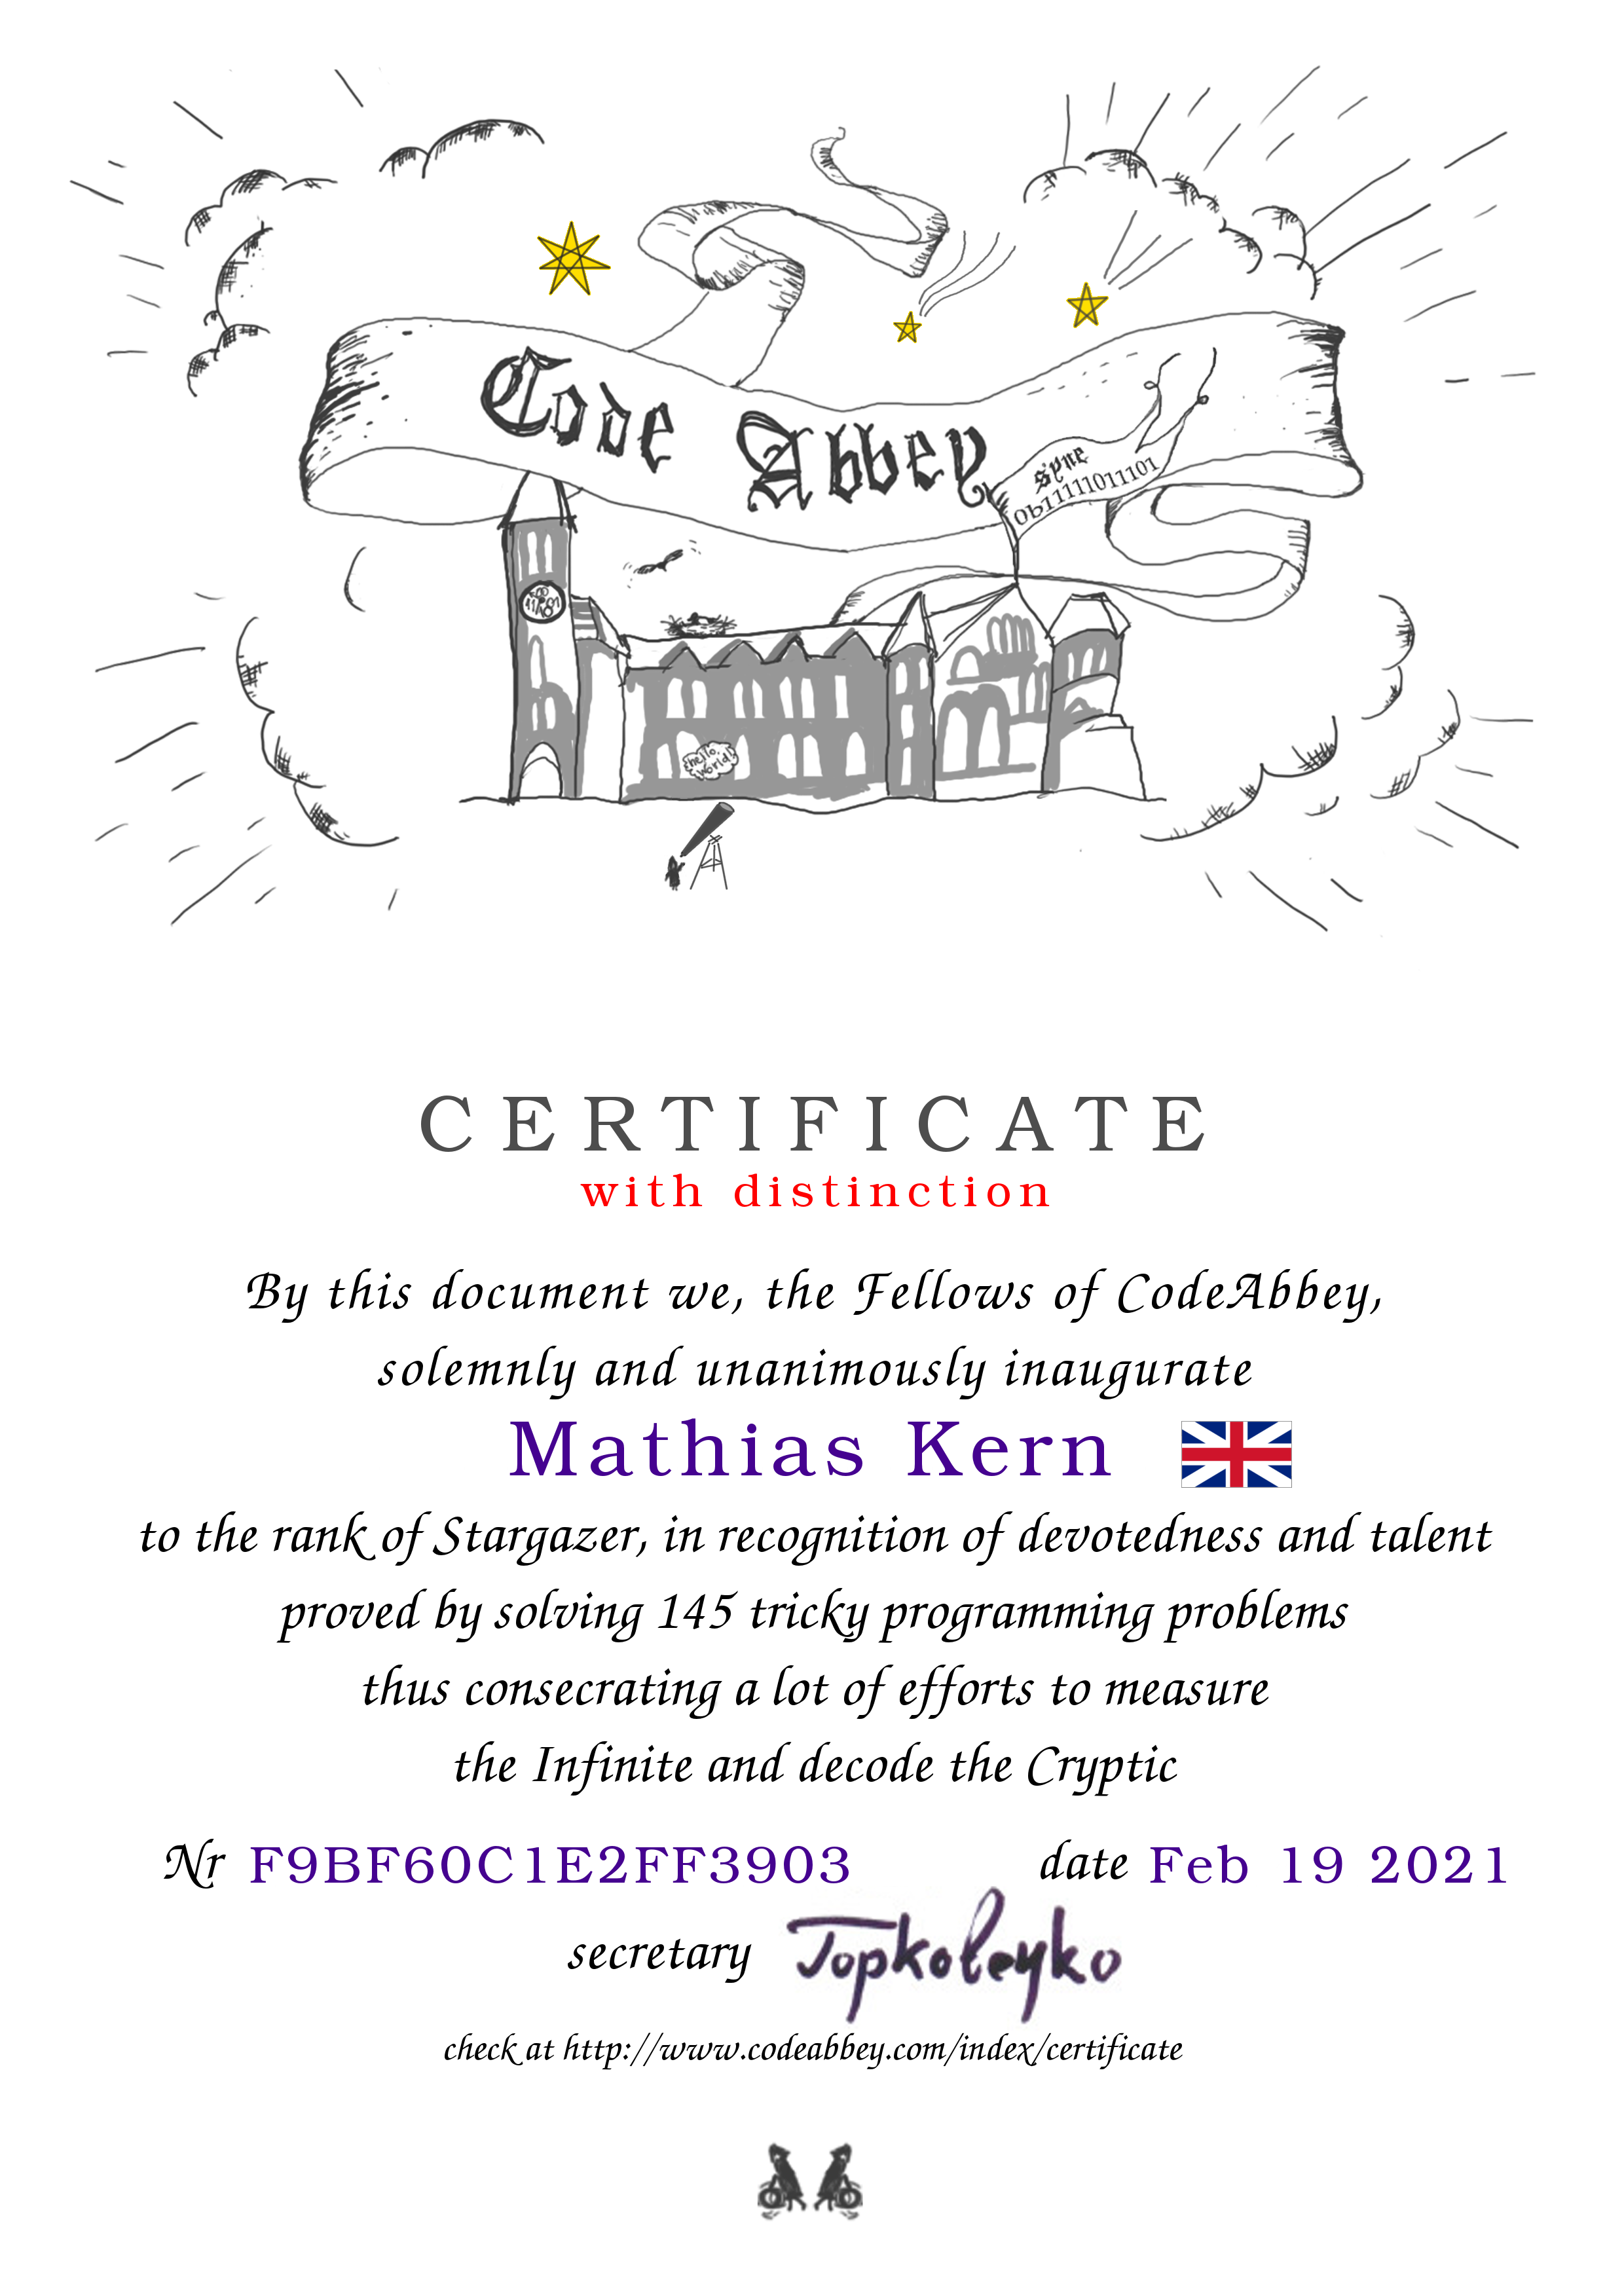 Code Abbey
syne
0b11111011101
hello,
world!
CERTIFICATE
with distinction
By this document we, the Fellows of CodeAbbey,
solemnly and unanimously inaugurate
Mathias Kern
to the rank of Stargazer, in recognition of devotedness and talent
proved by solving 145 tricky programming problems
thus consecrating a lot of efforts to measure
the Infinite and decode the Cryptic
Nr F9BF60C1E2FF3903 date Feb 19 2021
secretary
check at http://www.codeabbey.com/index/certificate